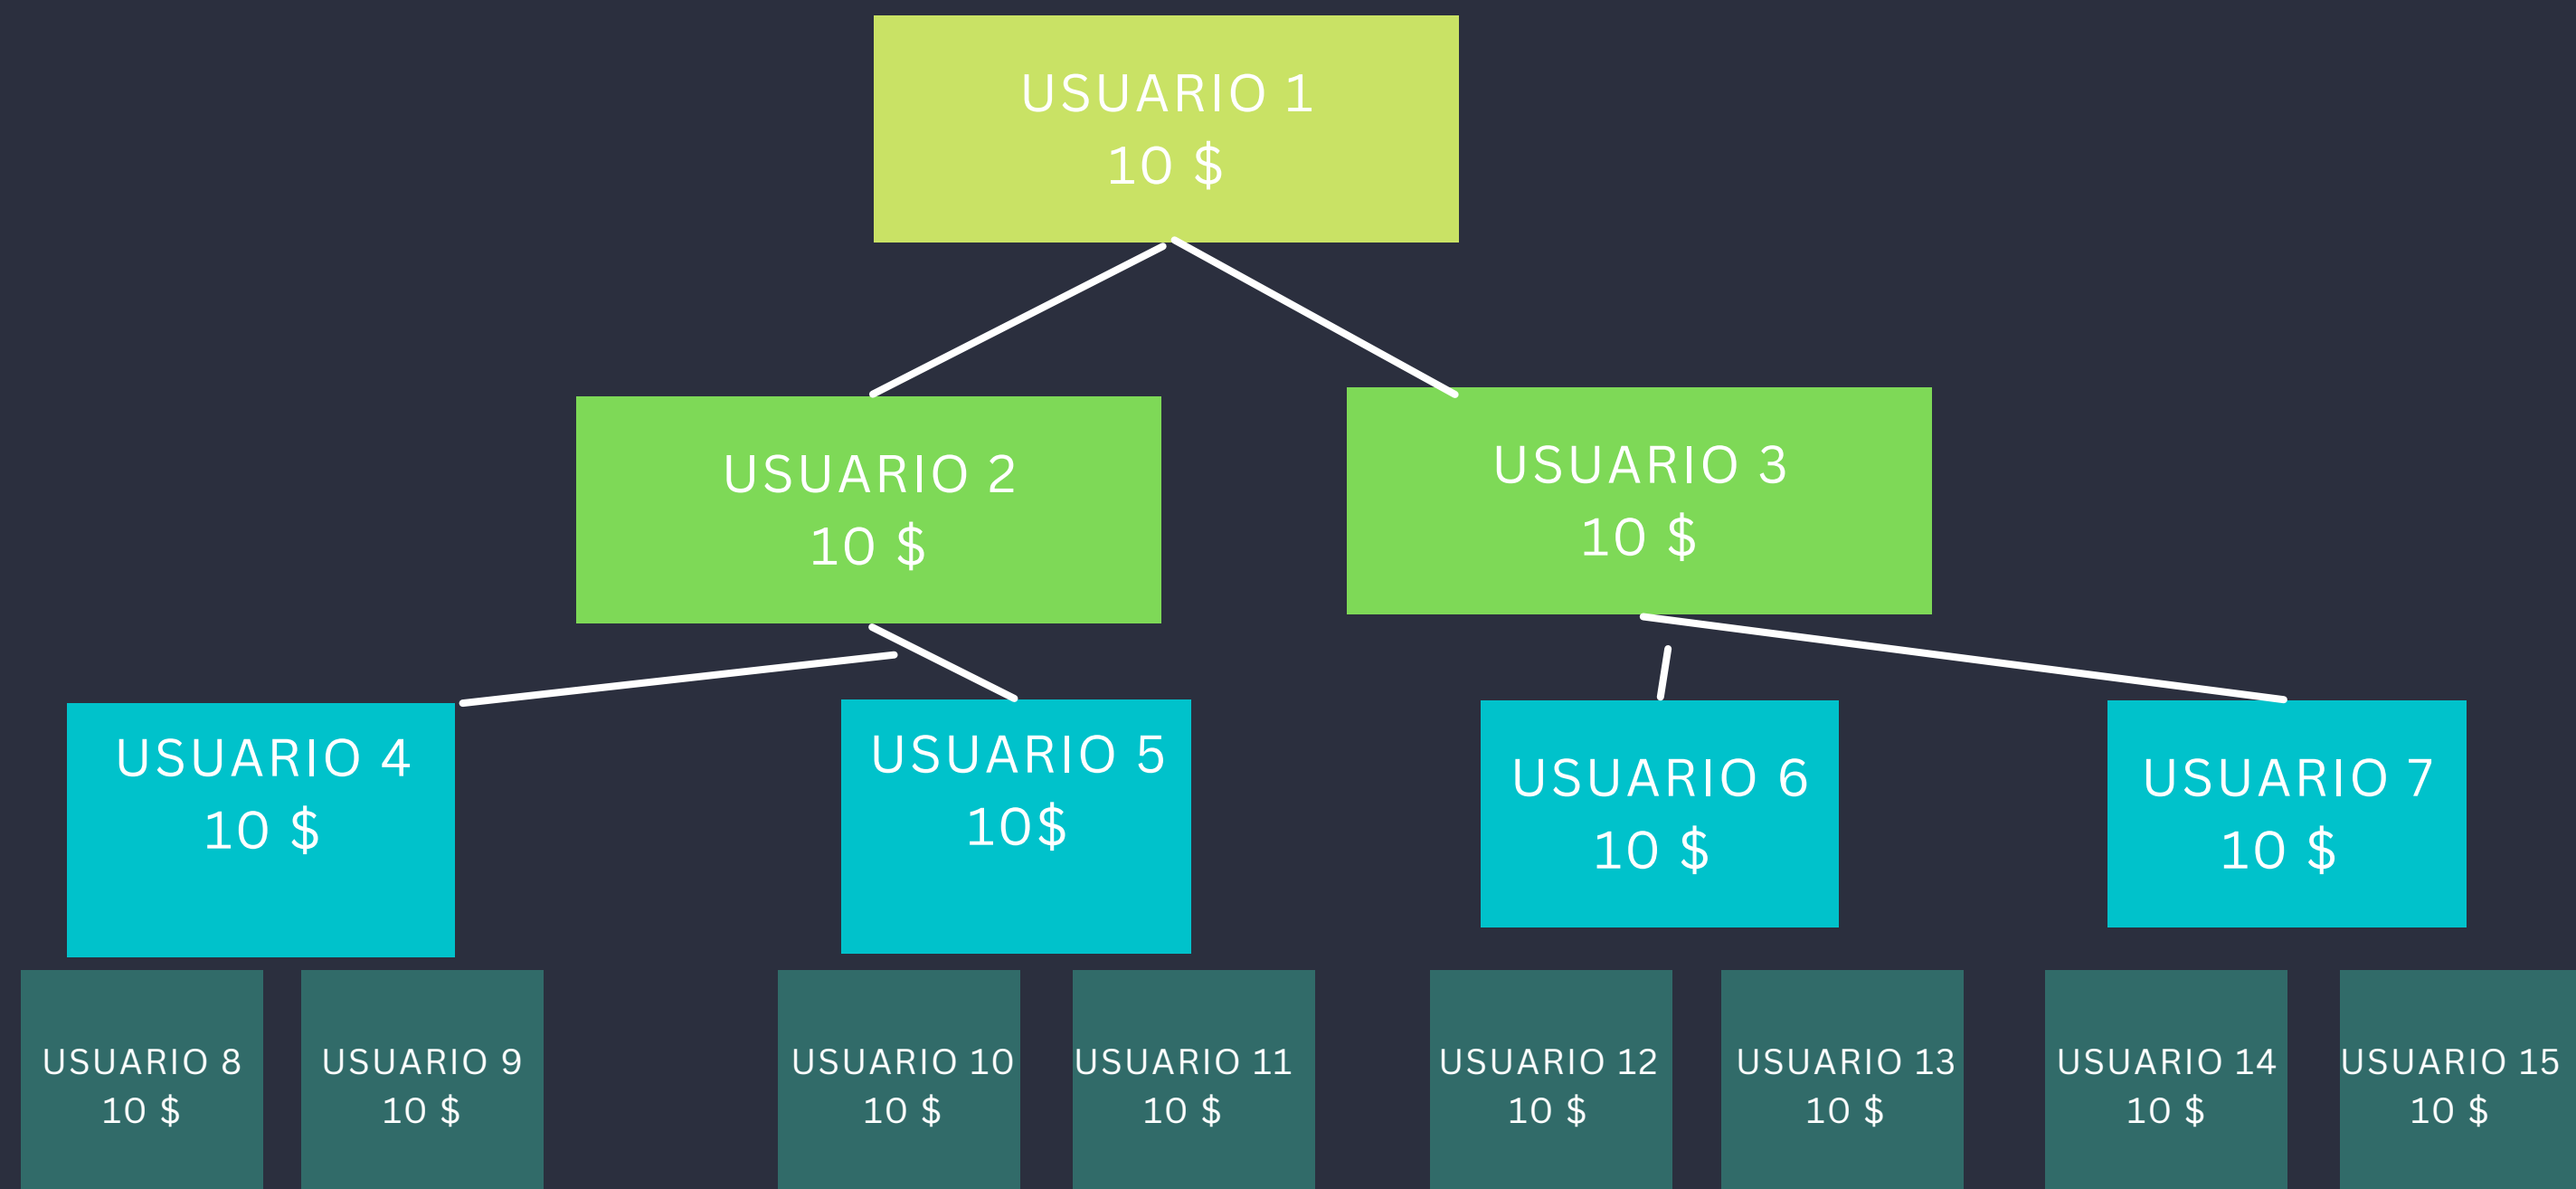 USUARIO 1
10 $
USUARIO 2
10 $
USUARIO 3
10 $
USUARIO 4
10 $
USUARIO 5
10$
USUARIO 6
10 $
USUARIO 7
10 $
USUARIO 8
10 $
USUARIO 9
10 $
USUARIO 10
10 $
USUARIO 11
10 $
USUARIO 12
10 $
USUARIO 13
10 $
USUARIO 14
10 $
USUARIO 15
10 $